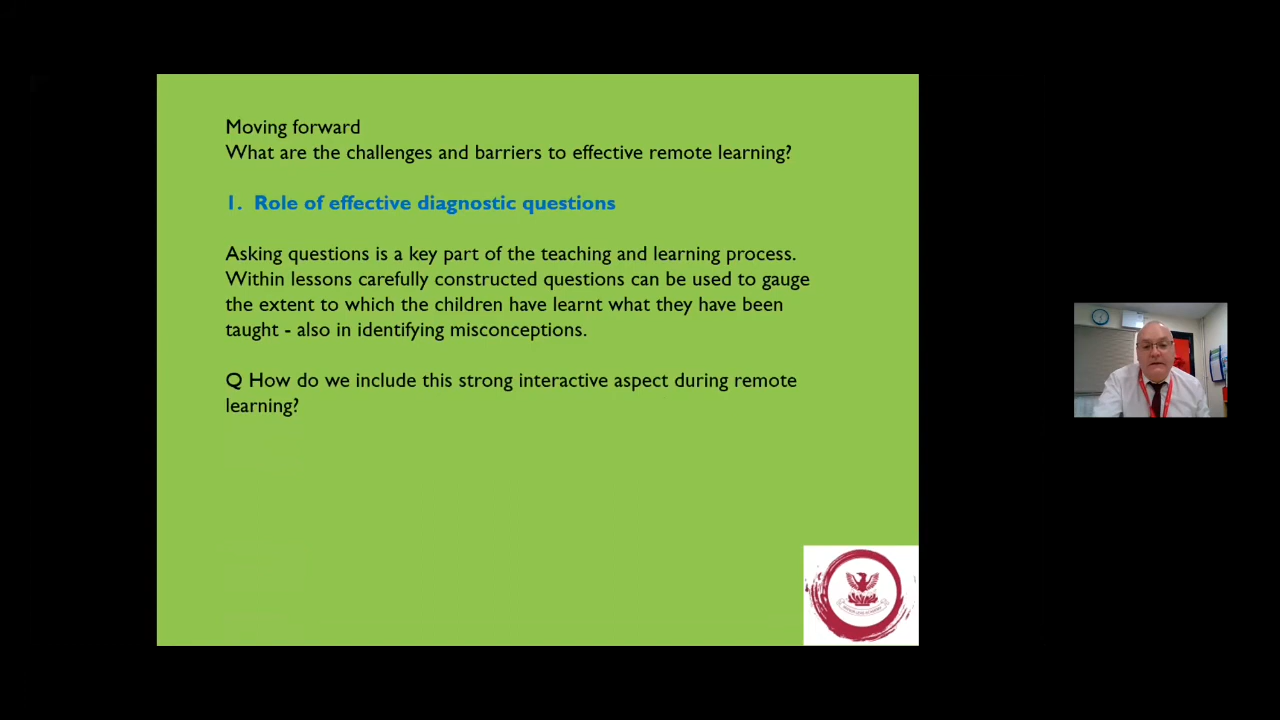 Moving forward
What are the challenges and barriers to effective remote learning?
1. Role of effective diagnostic questions
Asking questions is a key part of the teaching and learning process.
Within lessons carefully constructed questions can be used to gauge
the extent to which the children have learnt what they have been
taught - also in identifying misconceptions.
Q How do we include this strong interactive aspect during remote
learning?